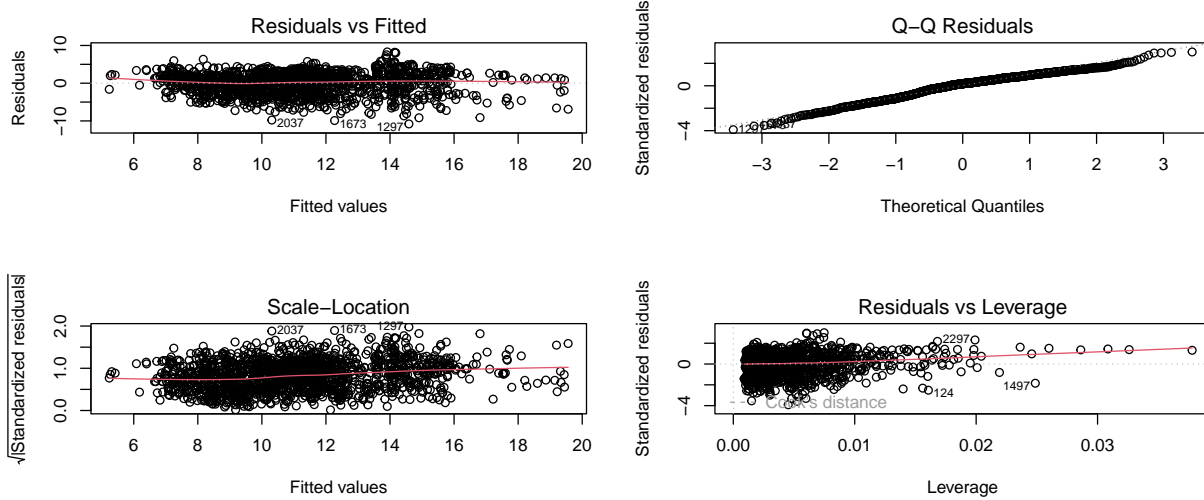 Residuals vs Fitted
Residuals
10
0
−10
2037
1673
1297
6 8 10 12 14 16 18 20
Fitted values
Q−Q Residuals
Standardized residuals
0
−4
−3 −2 −1 0 1 2 3
Theoretical Quantiles
Scale−Location
√|Standardized residuals|
2.0
1.0
0.0
2037
1673
1297
6 8 10 12 14 16 18 20
Fitted values
Residuals vs Leverage
Standardized residuals
0
−4
2297
1497
124
Cook's distance
0.00 0.01 0.02 0.03
Leverage